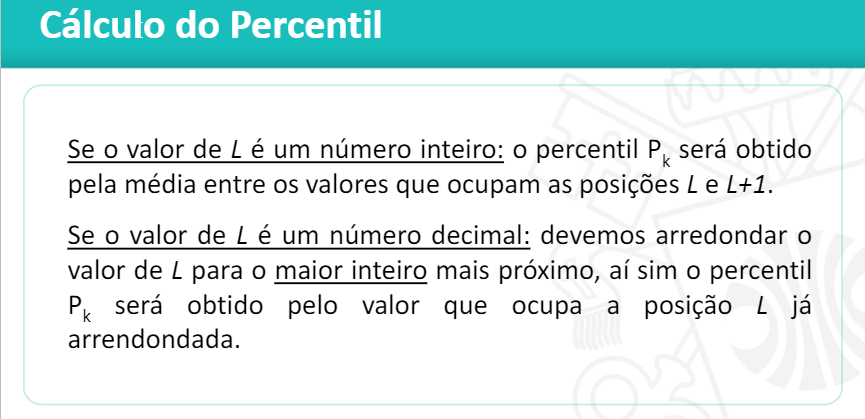 Cálculo do Percentil
Se o valor de L é um número inteiro: o percentil Pk será obtido
pela média entre os valores que ocupam as posições L e L+1.
Se o valor de L é um número decimal: devemos arredondar o
valor de L para o maior inteiro mais próximo, aí sim o percentil
Pk será obtido pelo valor que ocupa a posição L já
arrendondada.